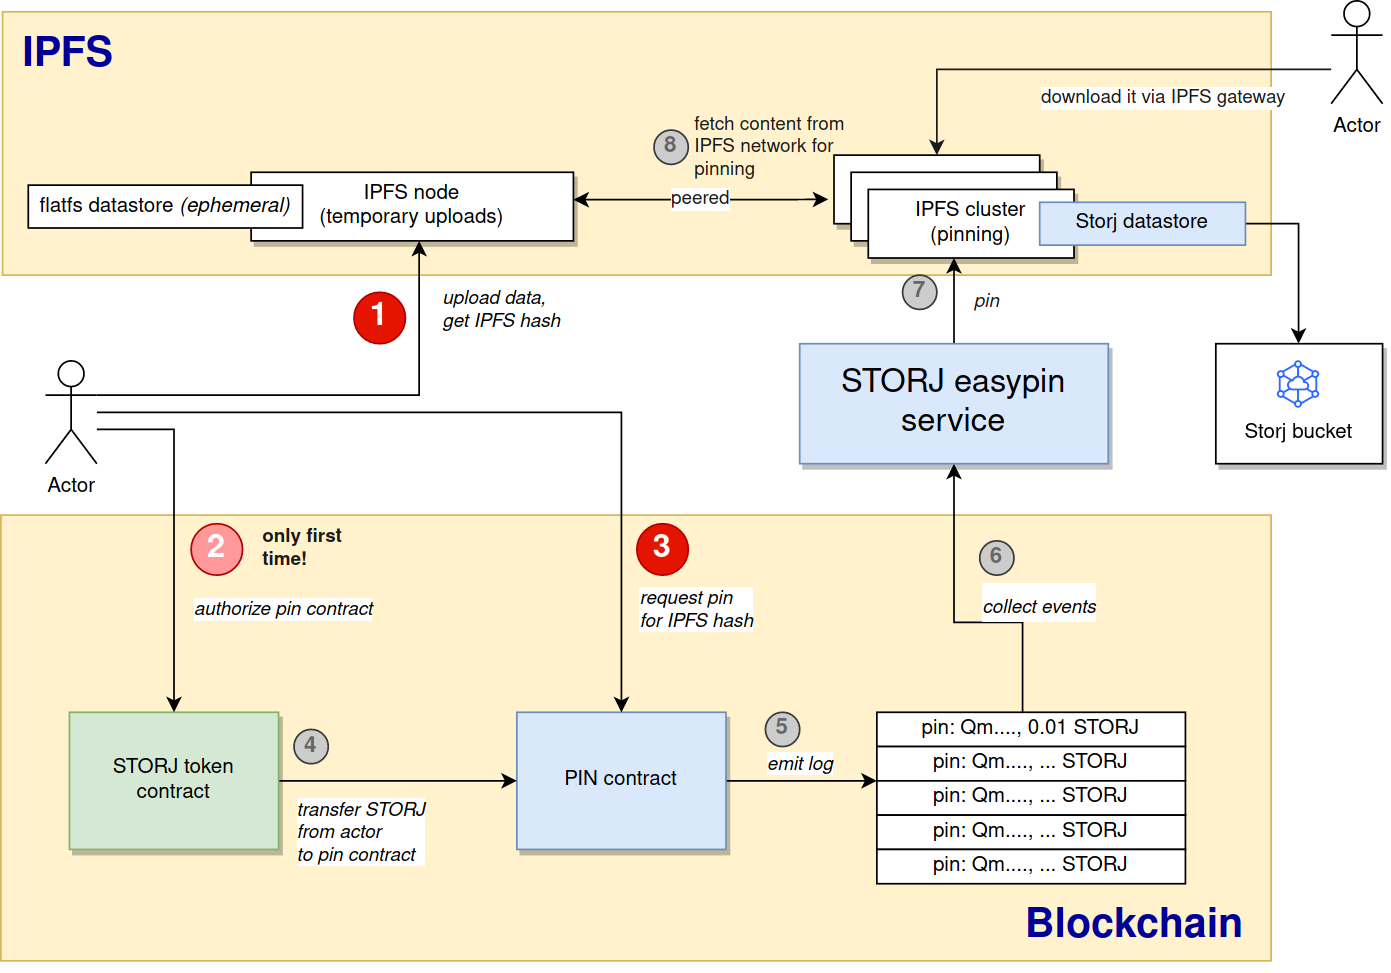 IPFS
download it via IPFS gateway
Actor
8
fetch content from
IPFS network for
pinning
peered
flatfs datastore (ephemeral)
IPFS node
(temporary uploads)
IPFS cluster
(pinning)
Storj datastore
1
upload data,
get IPFS hash
7
pin
STORJ easypin
service
Storj bucket
Actor
2
only first
time!
authorize pin contract
3
request pin
for IPFS hash
6
collect events
STORJ token
contract
4
transfer STORJ
from actor
to pin contract
PIN contract
5
emit log
pin: Qm...., 0.01 STORJ
pin: Qm...., ... STORJ
pin: Qm...., ... STORJ
pin: Qm...., ... STORJ
pin: Qm...., ... STORJ
Blockchain